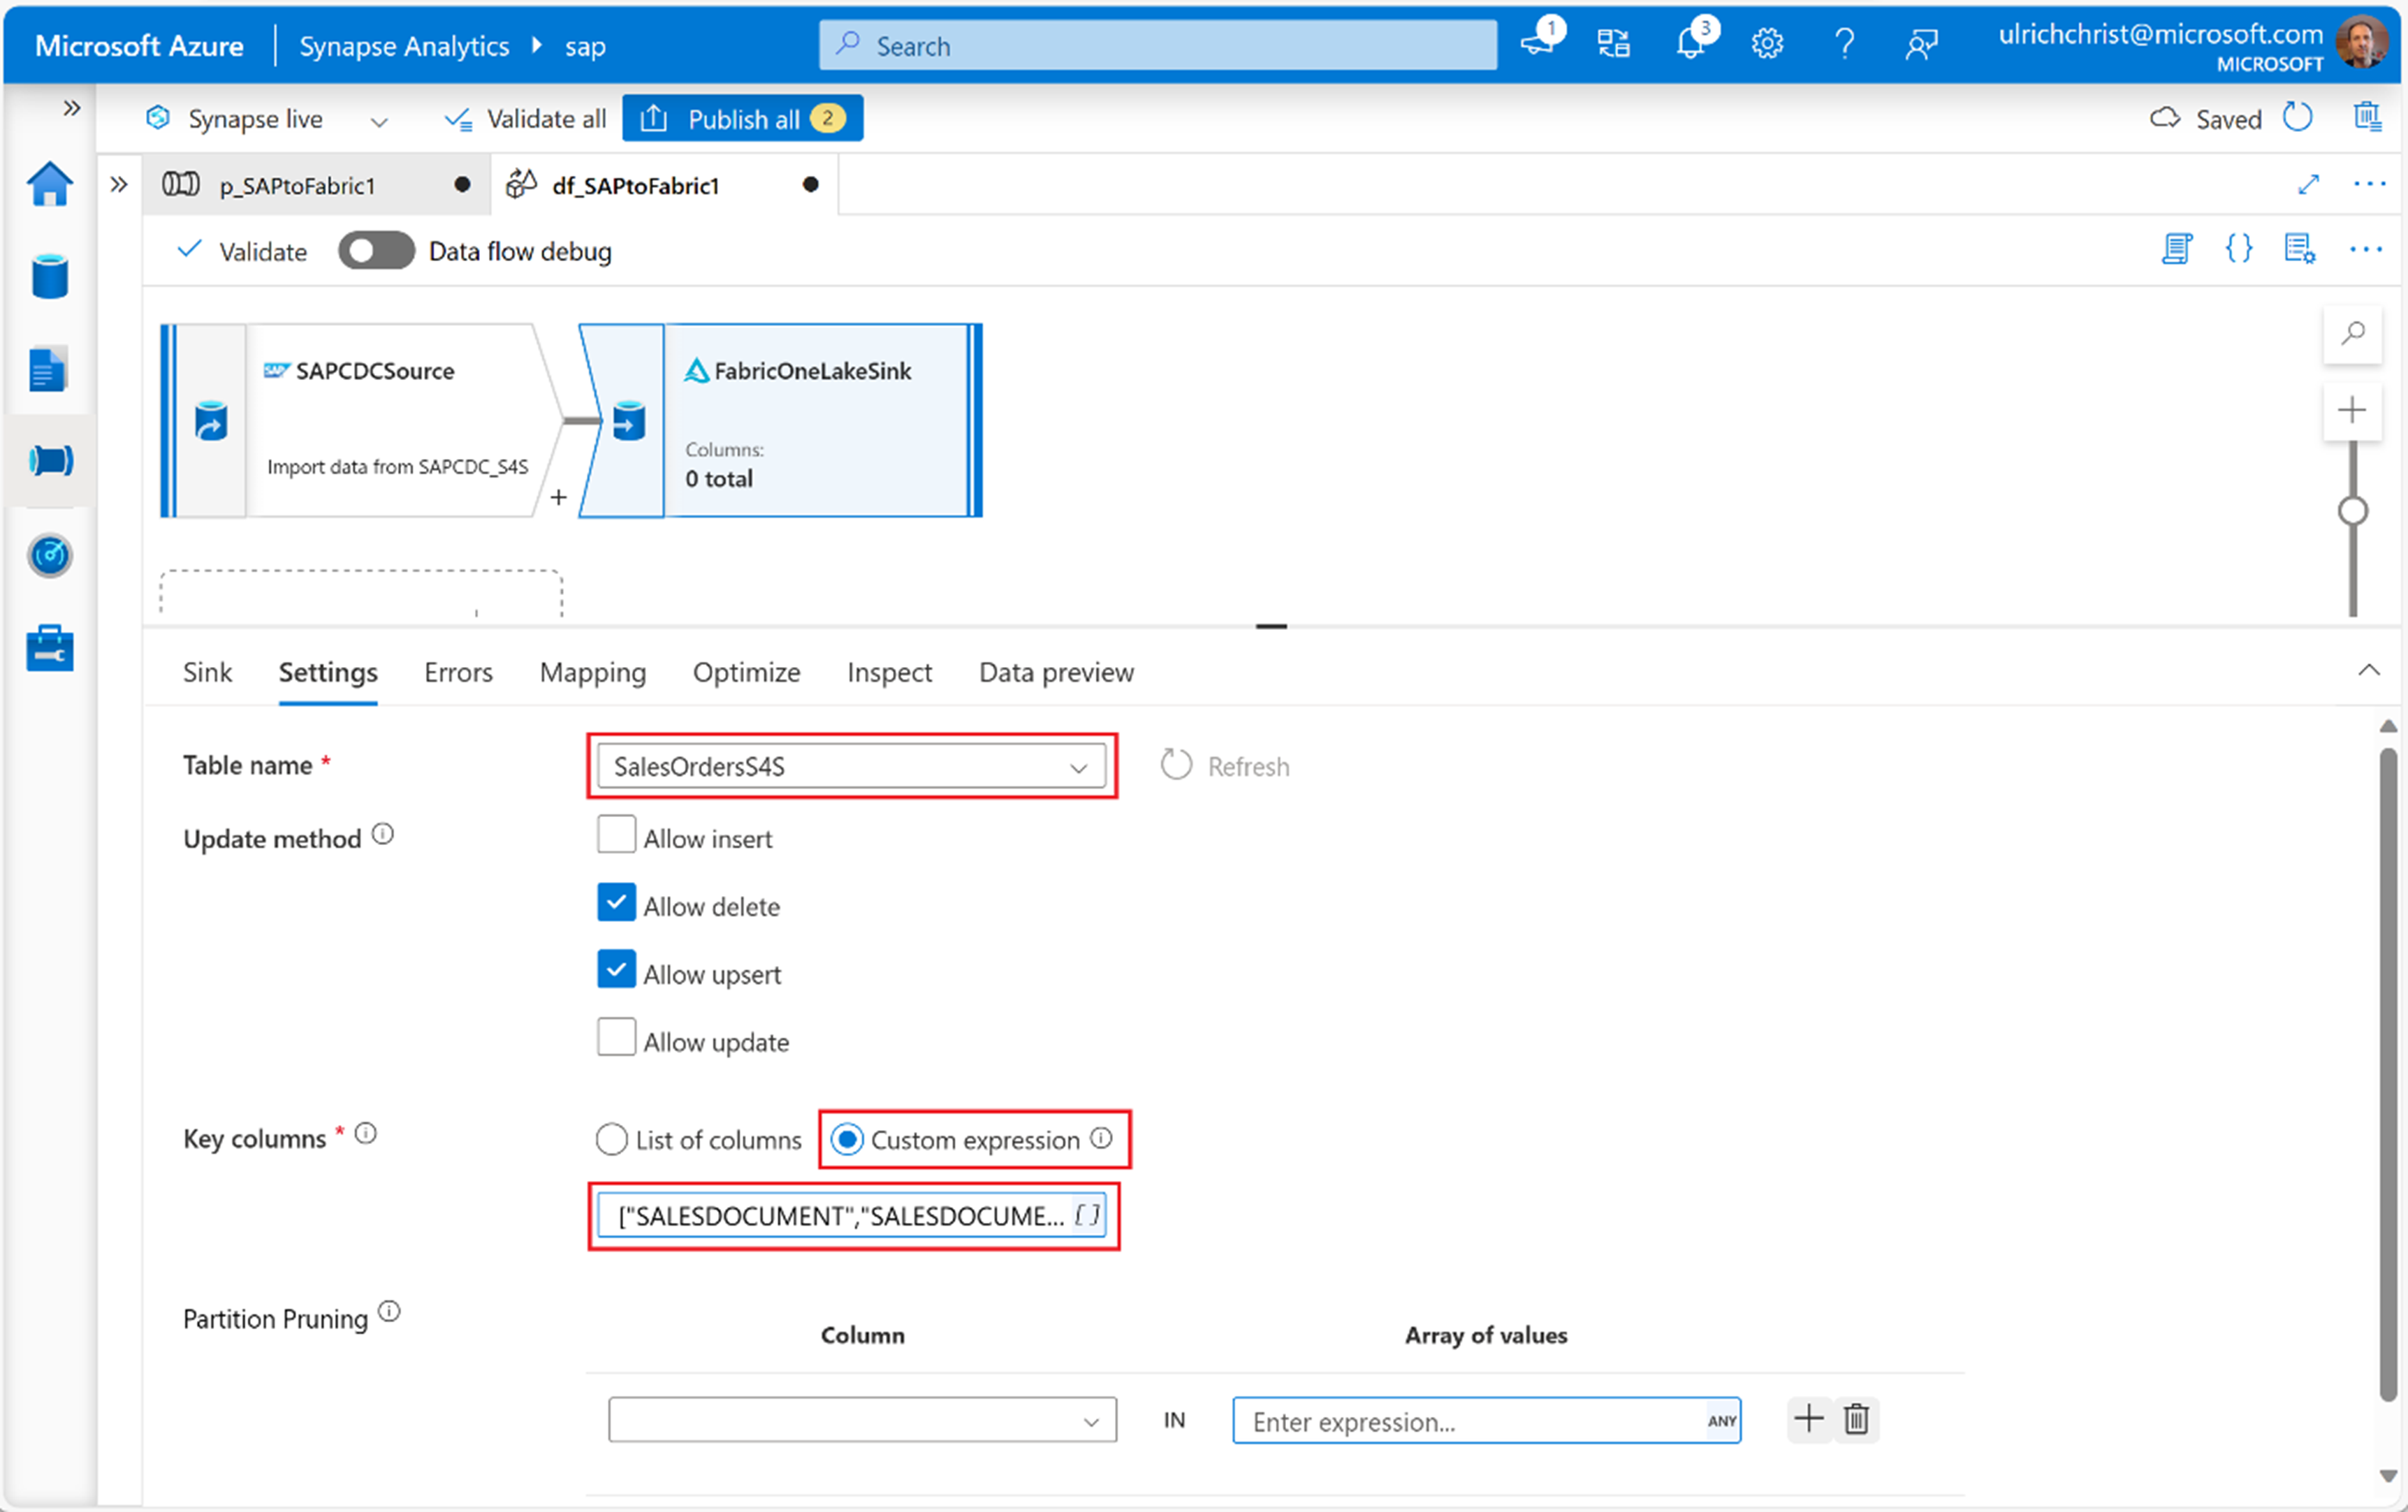 Microsoft Azure Synapse Analytics sap Search 1 3 ulrichchrist@microsoft.com
MICROSOFT
Synapse live Validate all Publish all 2 Saved
p_SAPtoFabric1 df_SAPtoFabric1
Validate Data flow debug
SAP SAPCDCSource
Import data from SAPCDC_S4S
FabricOneLakeSink
Columns:
0 total
Sink Settings Errors Mapping Optimize Inspect Data preview
Table name * SalesOrdersS4S Refresh
Update method Allow insert
Allow delete
Allow upsert
Allow update
Key columns * List of columns Custom expression
["SALESDOCUMENT","SALESDOCUME... []
Partition Pruning
Column Array of values
IN Enter expression... ANY